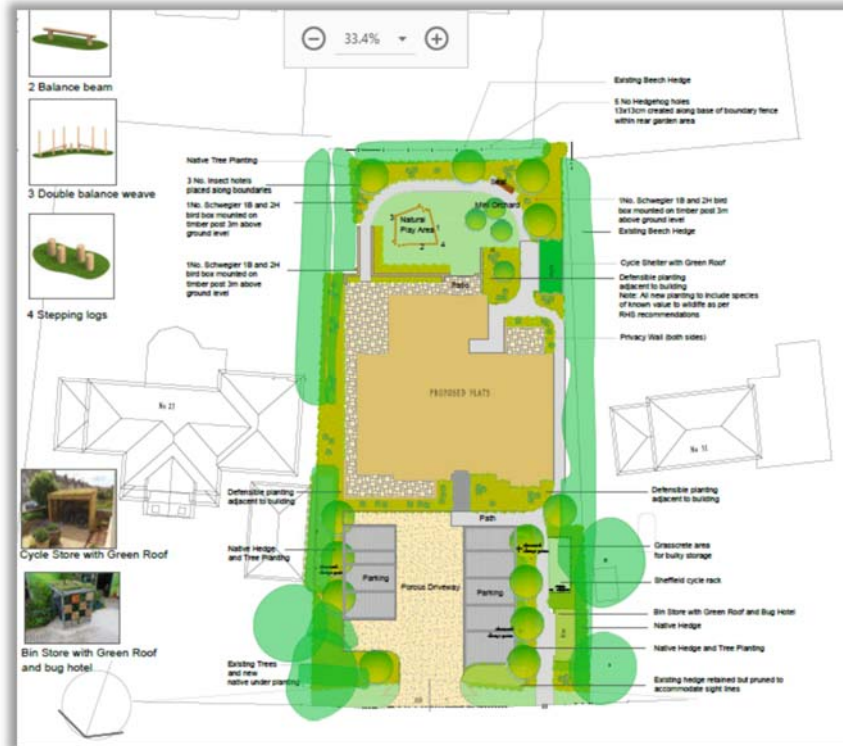 33.4%
2 Balance beam
3 Double balance weave
4 Stepping logs
Cycle Store with Green Roof
Bin Store with Green Roof
and bug hotel
Native Tree Planting
3 No. Insect hotels
placed along boundaries
1No. Schwegler 1B and 2H
bird box mounted on
timber post 3m above
ground level
1No. Schwegler 1B and 2H
bird box mounted on
timber post 3m above
ground level
Existing Beech Hedge
5 No Hedgehog holes
13x13cm created along base of boundary fence
within rear garden area
Seat
Mini Orchard
Natural
Play Area
3
1
2
4
1No. Schwegler 1B and 2H bird
box mounted on timber post 3m
above ground level
Existing Beech Hedge
Cycle Shelter with Green Roof
Defensible planting
adjacent to building
Note: All new planting to include species
of known value to wildlife as per
RHS recommendations
Privacy Wall (both sides)
Patio
PROPOSED FLATS
No 21
Defensible planting
adjacent to building
Defensible planting
adjacent to building
Path
Native Hedge
and Tree Planting
Parking
Porous Driveway
Parking
Grasscrete area
for bulky storage
Sheffield cycle rack
Bin Store with Green Roof and Bug Hotel
Native Hedge
Native Hedge and Tree Planting
Existing Trees
and new
native under planting
Existing hedge retained but pruned to
accommodate sight lines